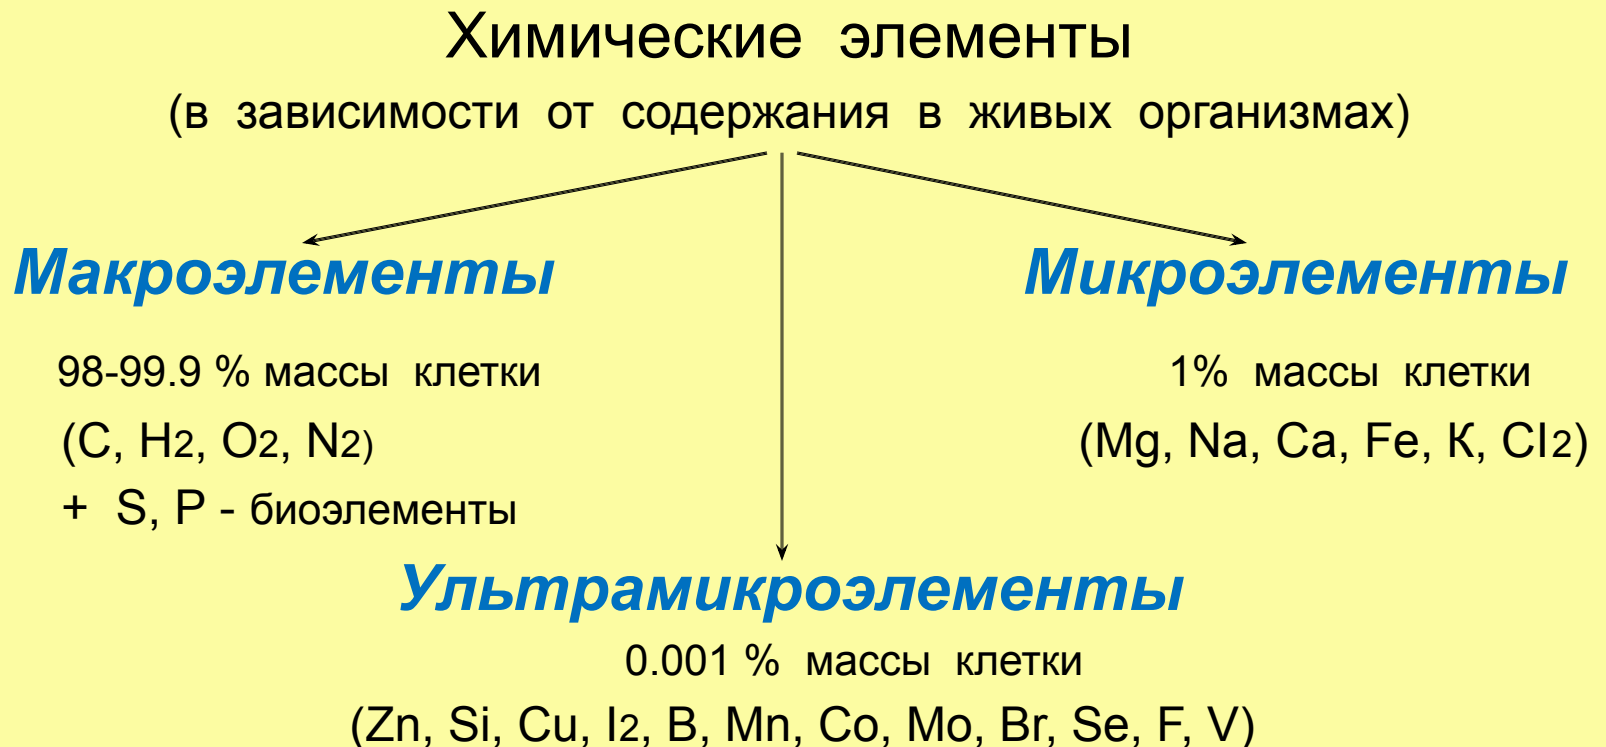 Химические элементы
(в зависимости от содержания в живых организмах)
Макроэлементы
98-99.9 % массы клетки
(C, H2, O2, N2)
+ S, P - биоэлементы
Микроэлементы
1% массы клетки
(Mg, Na, Ca, Fe, К, CI2)
Ультрамикроэлементы
0.001 % массы клетки
(Zn, Si, Cu, I2, B, Mn, Co, Mo, Br, Se, F, V)